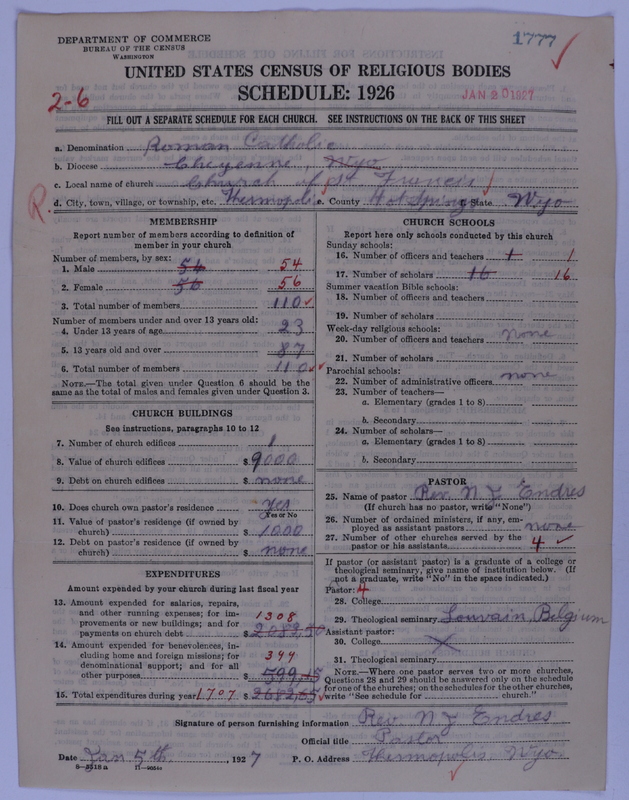 DEPARTMENT OF COMMERCE
BUREAU OF THE CENSUS
WASHINGTON
1777
UNITED STATES CENSUS OF RELIGIOUS BODIES
SCHEDULE: 1926
2-6
JAN 20 1927
FILL OUT A SEPARATE SCHEDULE FOR EACH CHURCH. SEE INSTRUCTIONS ON THE BACK OF THIS SHEET
a. Denomination Roman Catholic
b. Diocese Cheyenne, Wyo
c. Local name of church Church of St Francis
R. d. City, town, village, or township, etc. Thermopolis e. County Hot Springs State Wyo
MEMBERSHIP
Report number of members according to definition of
member in your church
Number of members, by sex:
1. Male 54 54
2. Female 56 56
3. Total number of members 110
Number of members under and over 13 years old:
4. Under 13 years of age 23
5. 13 years old and over 87
6. Total number of members 110
NOTE.—The total given under Question 6 should be the
same as the total of males and females given under Question 3.
CHURCH BUILDINGS
See instructions, paragraphs 10 to 12
7. Number of church edifices 1
8. Value of church edifices $ 9000
9. Debt on church edifices $ none
10. Does church own pastor's residence Yes
Yes or No
11. Value of pastor's residence (if owned by
church) $ 1000
12. Debt on pastor's residence (if owned by
church) $ none
EXPENDITURES
Amount expended by your church during last fiscal year
13. Amount expended for salaries, repairs,
and other running expenses; for im-
provements or new buildings; and for
payments on church debt 1308 $ 2082,50
14. Amount expended for benevolences, in-
cluding home and foreign missions; for
denominational support; and for all
other purposes 399 $ 599,15
15. Total expenditures during year 1707 $ 2682,65
CHURCH SCHOOLS
Report here only schools conducted by this church
Sunday schools:
16. Number of officers and teachers 1 1
17. Number of scholars 16 16
Summer vacation Bible schools:
18. Number of officers and teachers
19. Number of scholars
Week-day religious schools:
20. Number of officers and teachers none
21. Number of scholars
Parochial schools:
22. Number of administrative officers none
23. Number of teachers—
a. Elementary (grades 1 to 8)
b. Secondary
24. Number of scholars—
a. Elementary (grades 1 to 8)
b. Secondary
PASTOR
25. Name of pastor Rev. N J Endres
(If church has no pastor, write "None")
26. Number of ordained ministers, if any, em-
ployed as assistant pastors none
27. Number of other churches served by the
pastor or his assistants 4
If pastor (or assistant pastor) is a graduate of a college or
theological seminary, give name of institution below. (If
not a graduate, write "No" in the space indicated.)
Pastor: 4
28. College
29. Theological seminary Louvain, Belgium
Assistant pastor:
30. College
31. Theological seminary
NOTE.—Where one pastor serves two or more churches,
Questions 28 and 29 should be answered only on the schedule
for one of the churches; on the schedules for the other churches,
write "See schedule for church."
Signature of person furnishing information Rev. N J Endres
Official title Pastor
Date Jan 5th, 1927 P. O. Address Thermopolis Wyo